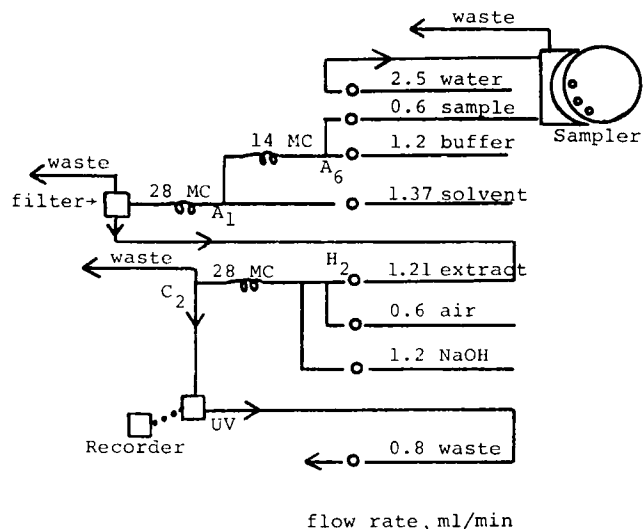 waste
2.5 water
0.6 sample
Sampler
14 MC
A6
1.2 buffer
waste
filter→
28 MC
A1
1.37 solvent
waste
28 MC
H2
1.21 extract
C2
0.6 air
1.2 NaOH
UV
Recorder
0.8 waste
flow rate, ml/min